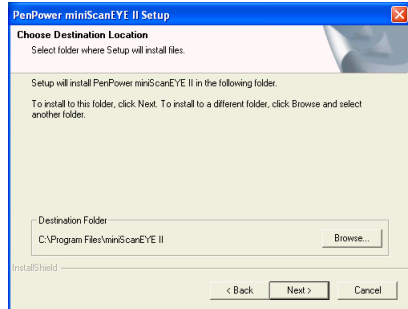 PenPower miniScanEYE II Setup
Choose Destination Location
Select folder where Setup will install files.
Setup will install PenPower miniScanEYE II in the following folder.
To install to this folder, click Next. To install to a different folder, click Browse and select
another folder.
Destination Folder
C:\Program Files\miniScanEYE II
Browse...
InstallShield
< Back
Next >
Cancel